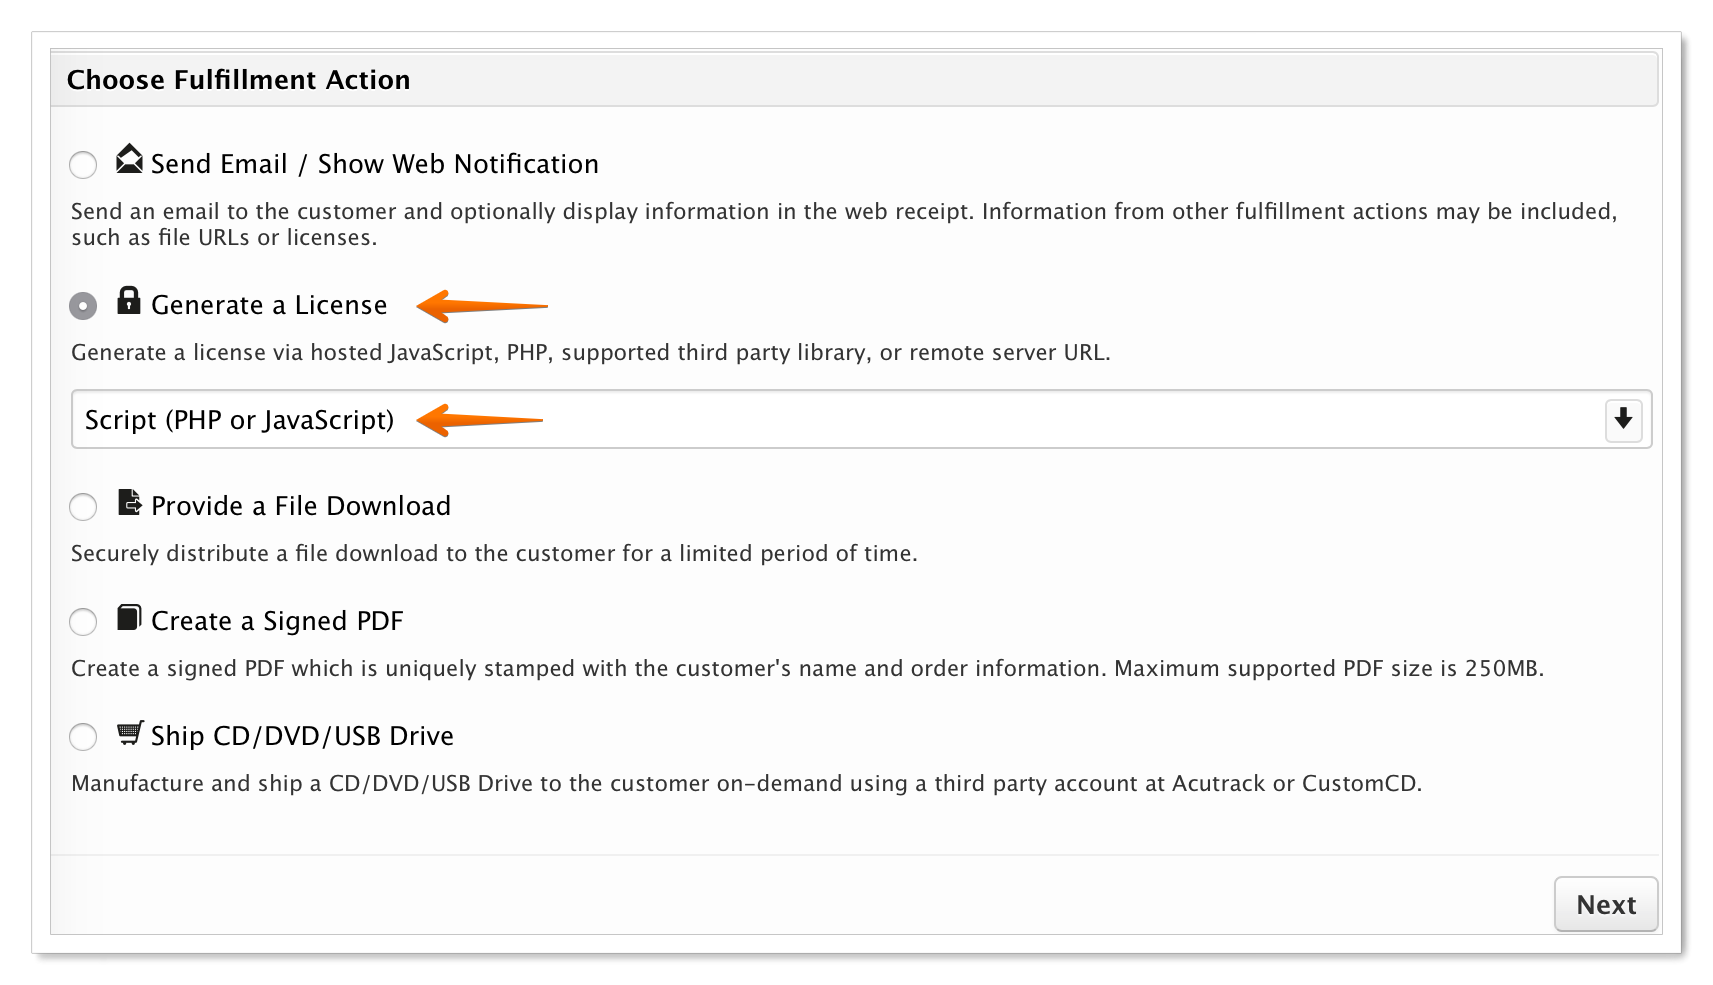 Choose Fulfillment Action
Send Email / Show Web Notification
Send an email to the customer and optionally display information in the web receipt. Information from other fulfillment actions may be included,
such as file URLs or licenses.
Generate a License
Generate a license via hosted JavaScript, PHP, supported third party library, or remote server URL.
Script (PHP or JavaScript)
Provide a File Download
Securely distribute a file download to the customer for a limited period of time.
Create a Signed PDF
Create a signed PDF which is uniquely stamped with the customer's name and order information. Maximum supported PDF size is 250MB.
Ship CD/DVD/USB Drive
Manufacture and ship a CD/DVD/USB Drive to the customer on-demand using a third party account at Acutrack or CustomCD.
Next